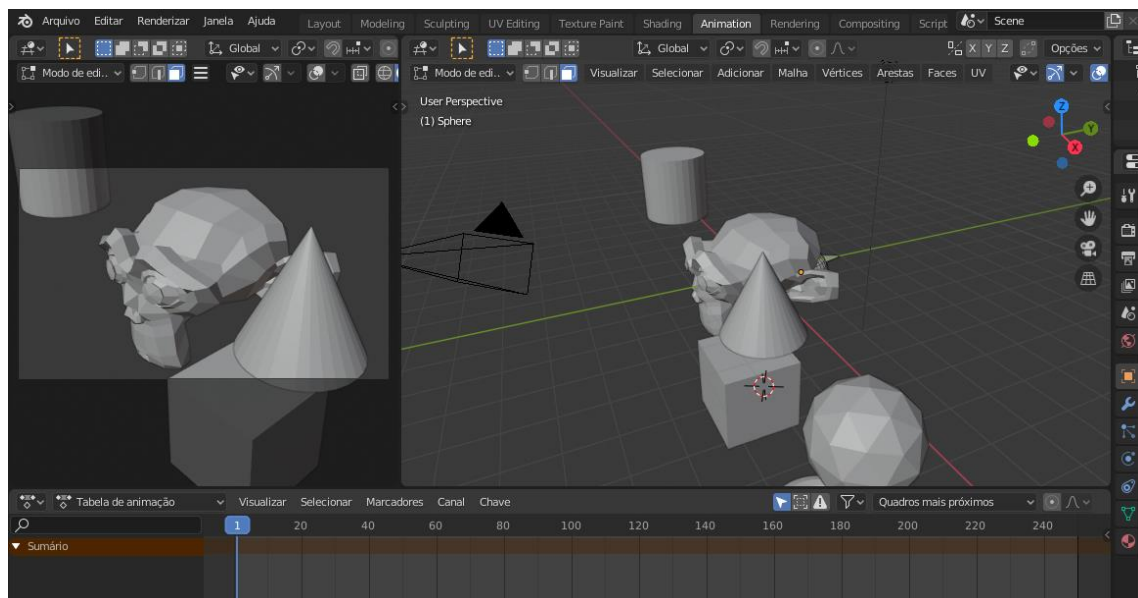 Arquivo Editar Renderizar Janela Ajuda Layout Modeling Sculpting UV Editing Texture Paint Shading Animation Rendering Compositing Script Scene
Global Global X Y Z Opções
Modo de edi.. Modo de edi.. Visualizar Selecionar Adicionar Malha Vértices Arestas Faces UV
User Perspective
(1) Sphere
Z
Y
X
Tabela de animação Visualizar Selecionar Marcadores Canal Chave Quadros mais próximos
1 20 40 60 80 100 120 140 160 180 200 220 240
Sumário